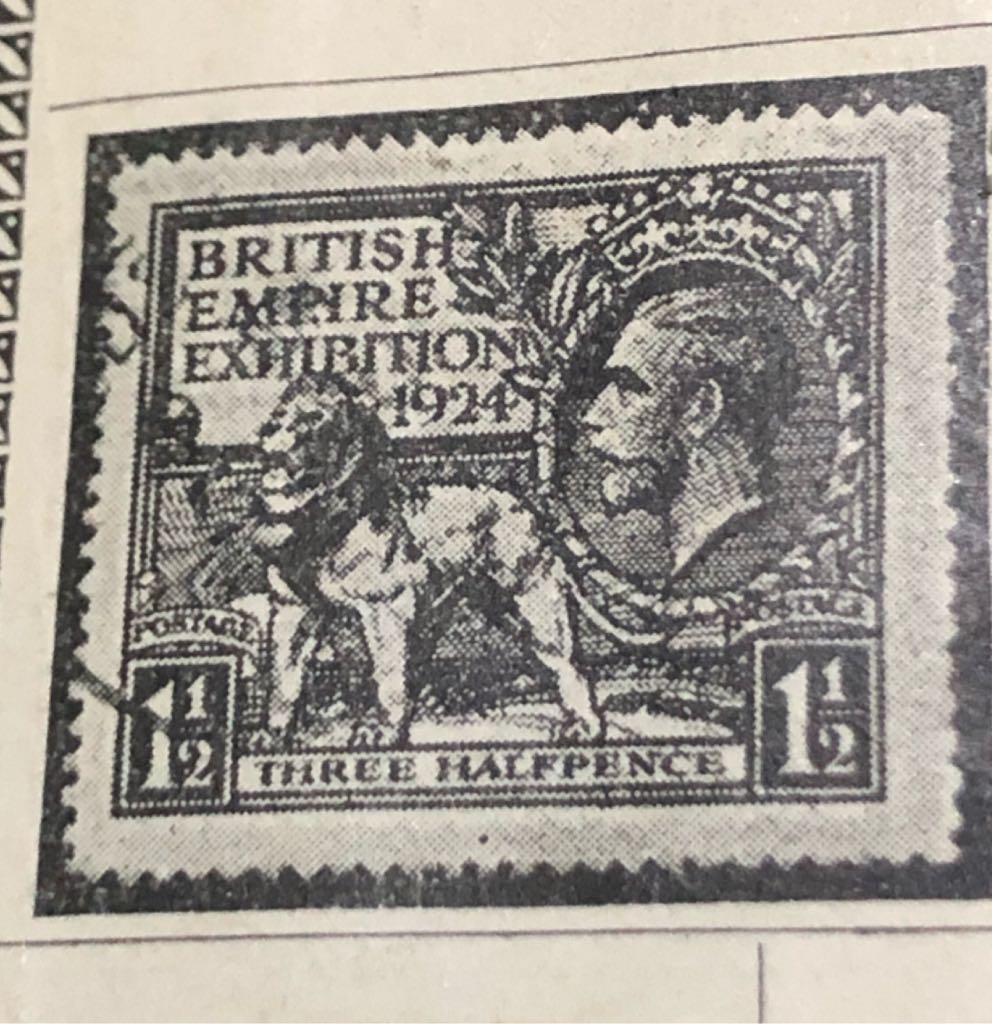 BRITISH
EMPIRE
EXHIBITION
1924
POSTAGE
POSTAGE
1½
THREE HALFPENCE
1½